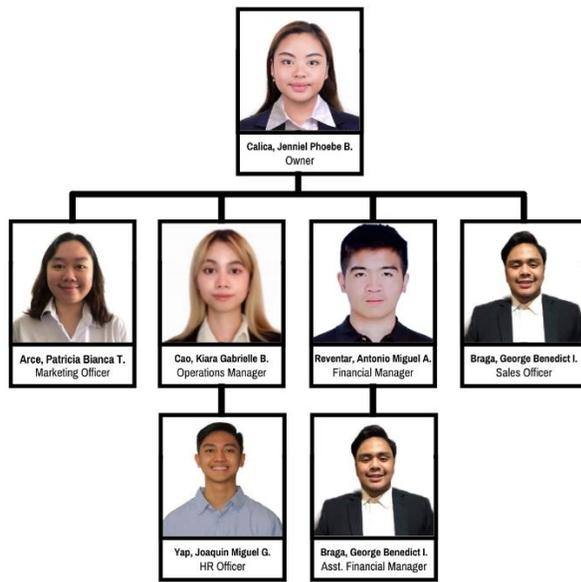 Calica, Jenniel Phoebe B.
Owner
Arce, Patricia Bianca T.
Marketing Officer
Cao, Kiara Gabrielle B.
Operations Manager
Reventar, Antonio Miguel A.
Financial Manager
Braga, George Benedict I.
Sales Officer
Yap, Joaquin Miguel G.
HR Officer
Braga, George Benedict I.
Asst. Financial Manager